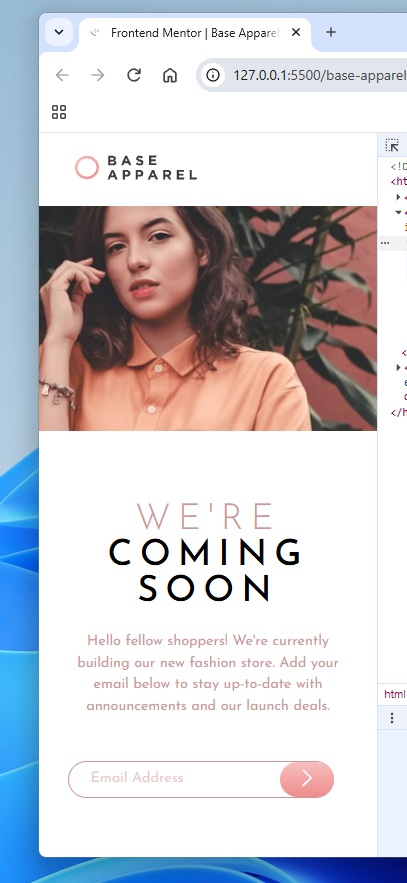 Frontend Mentor | Base Apparel
127.0.0.1:5500/base-apparel
BASE
APPAREL
<!D
<ht
</h
html
WE'RE
COMING
SOON
Hello fellow shoppers! We're currently
building our new fashion store. Add your
email below to stay up-to-date with
announcements and our launch deals.
Email Address